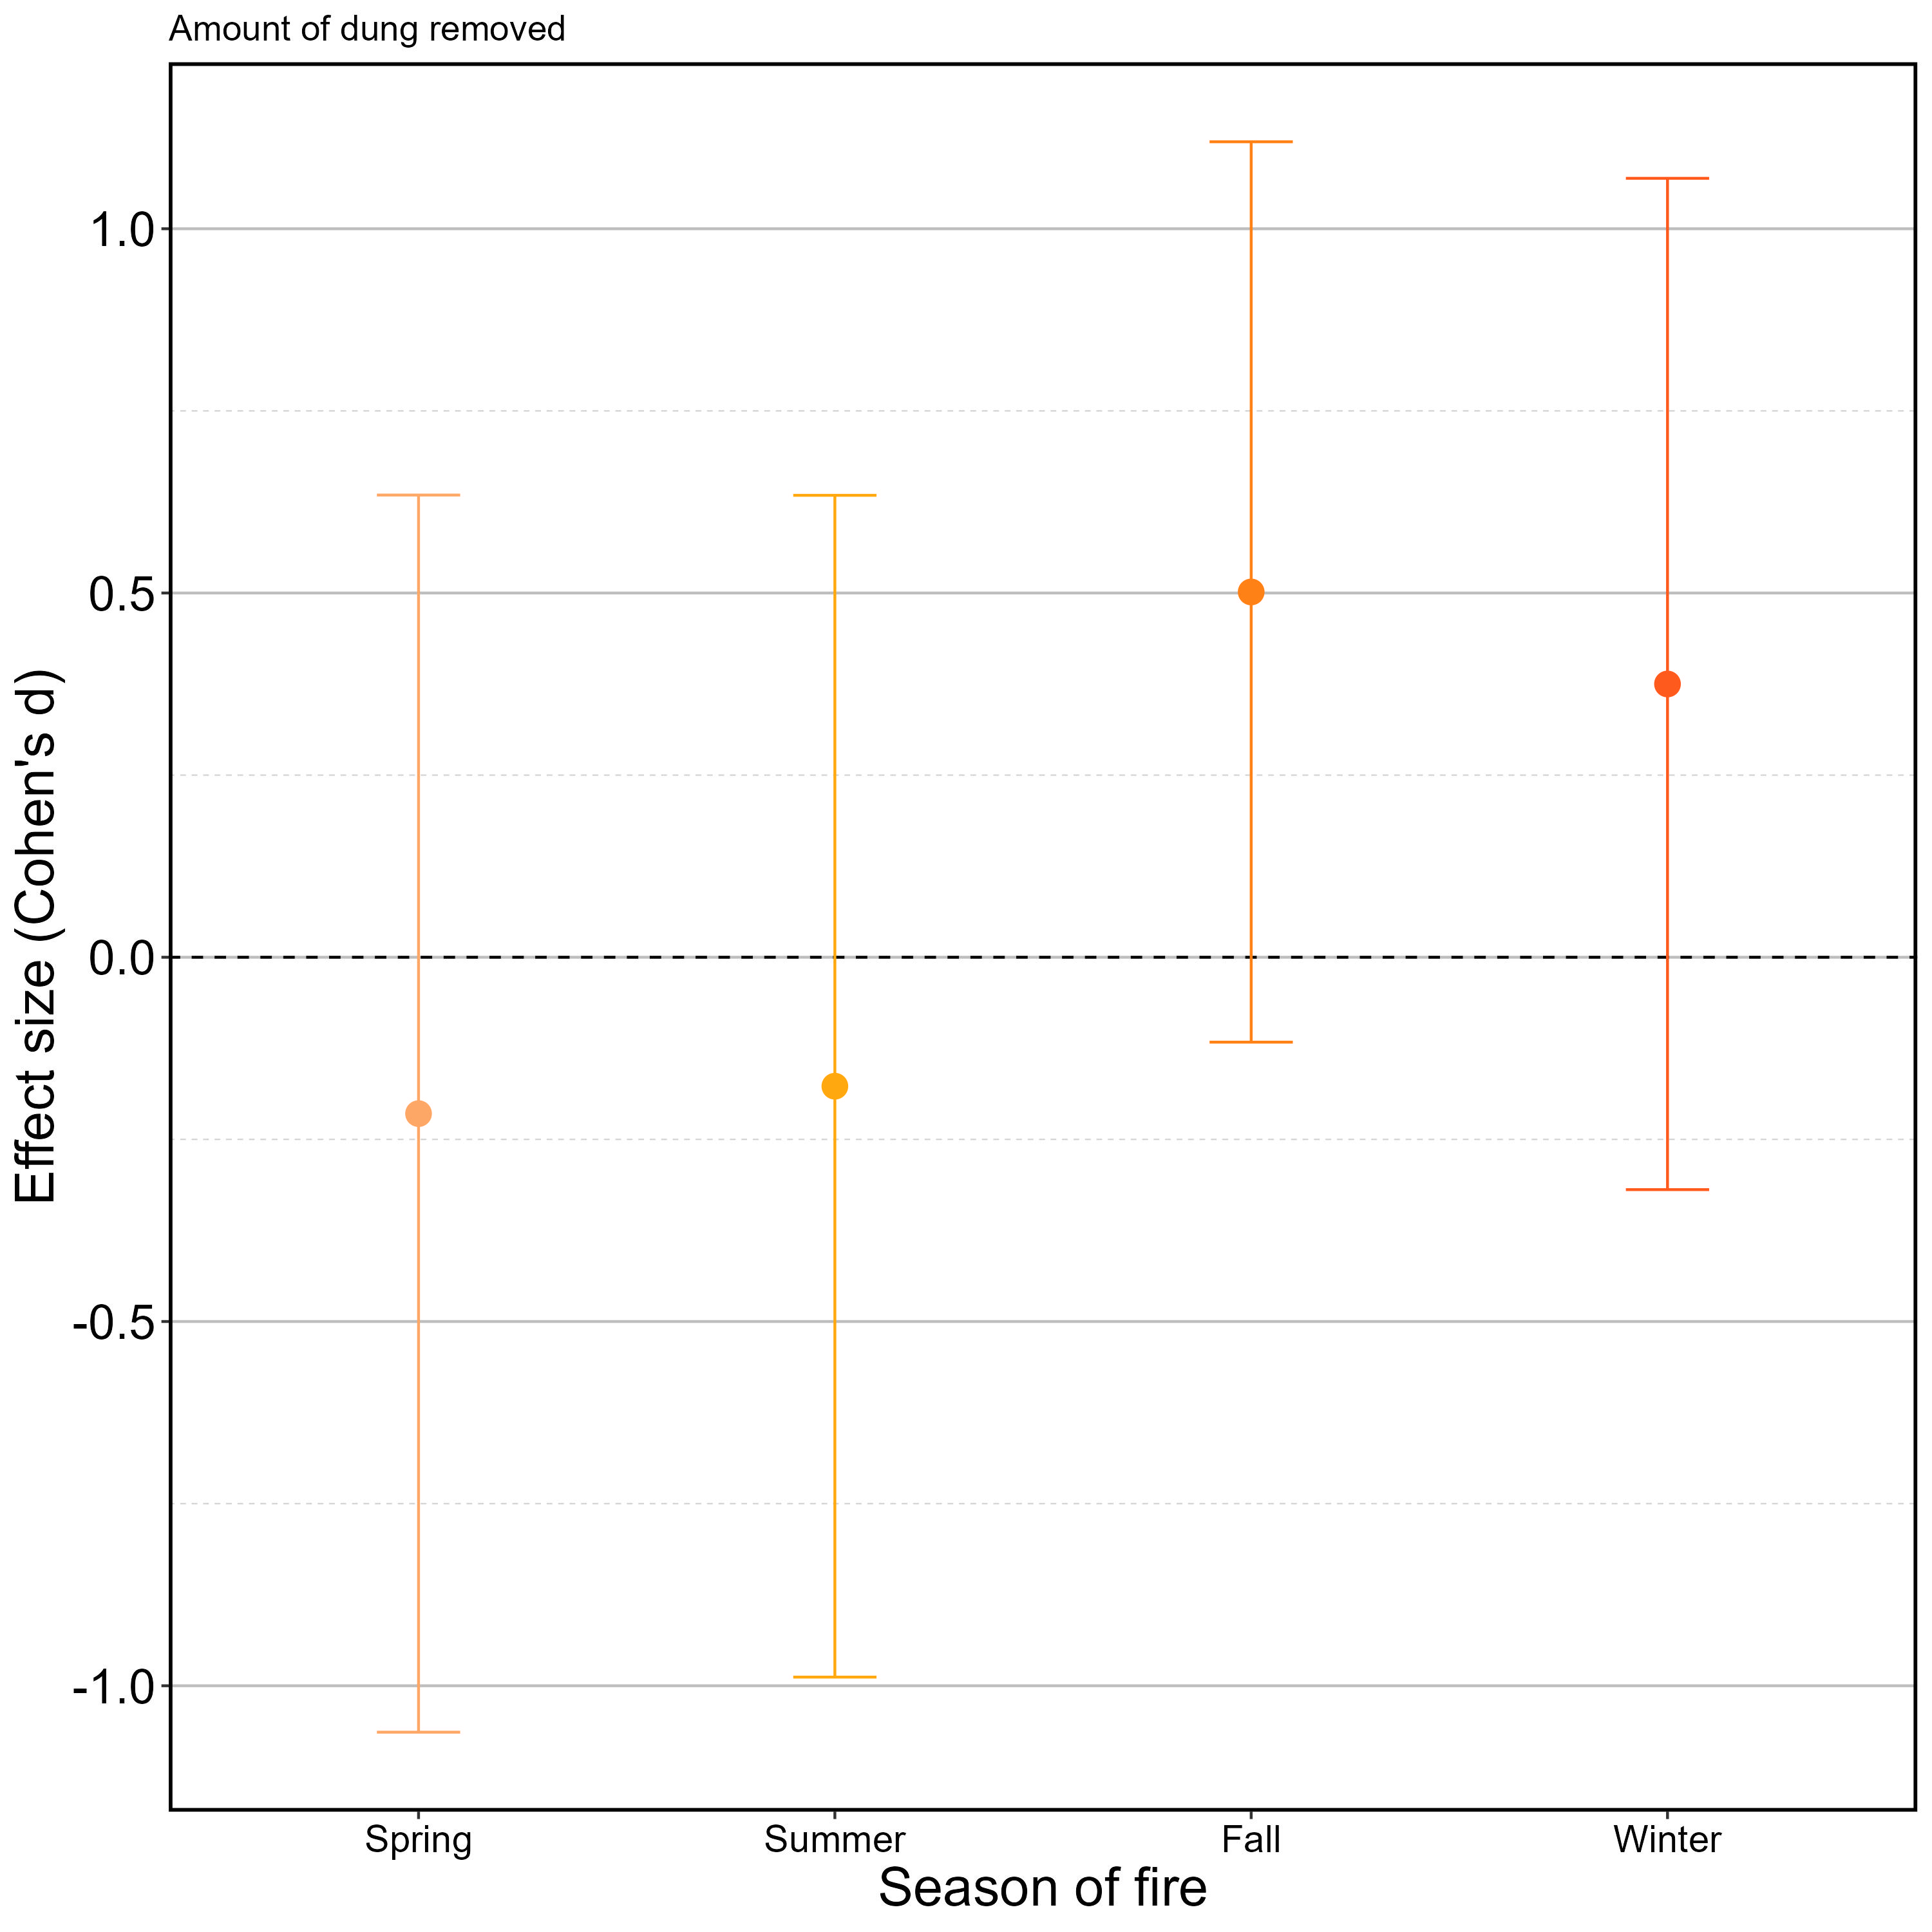 Amount of dung removed
Effect size (Cohen's d)
1.0
0.5
0.0
-0.5
-1.0
Spring
Summer
Fall
Winter
Season of fire